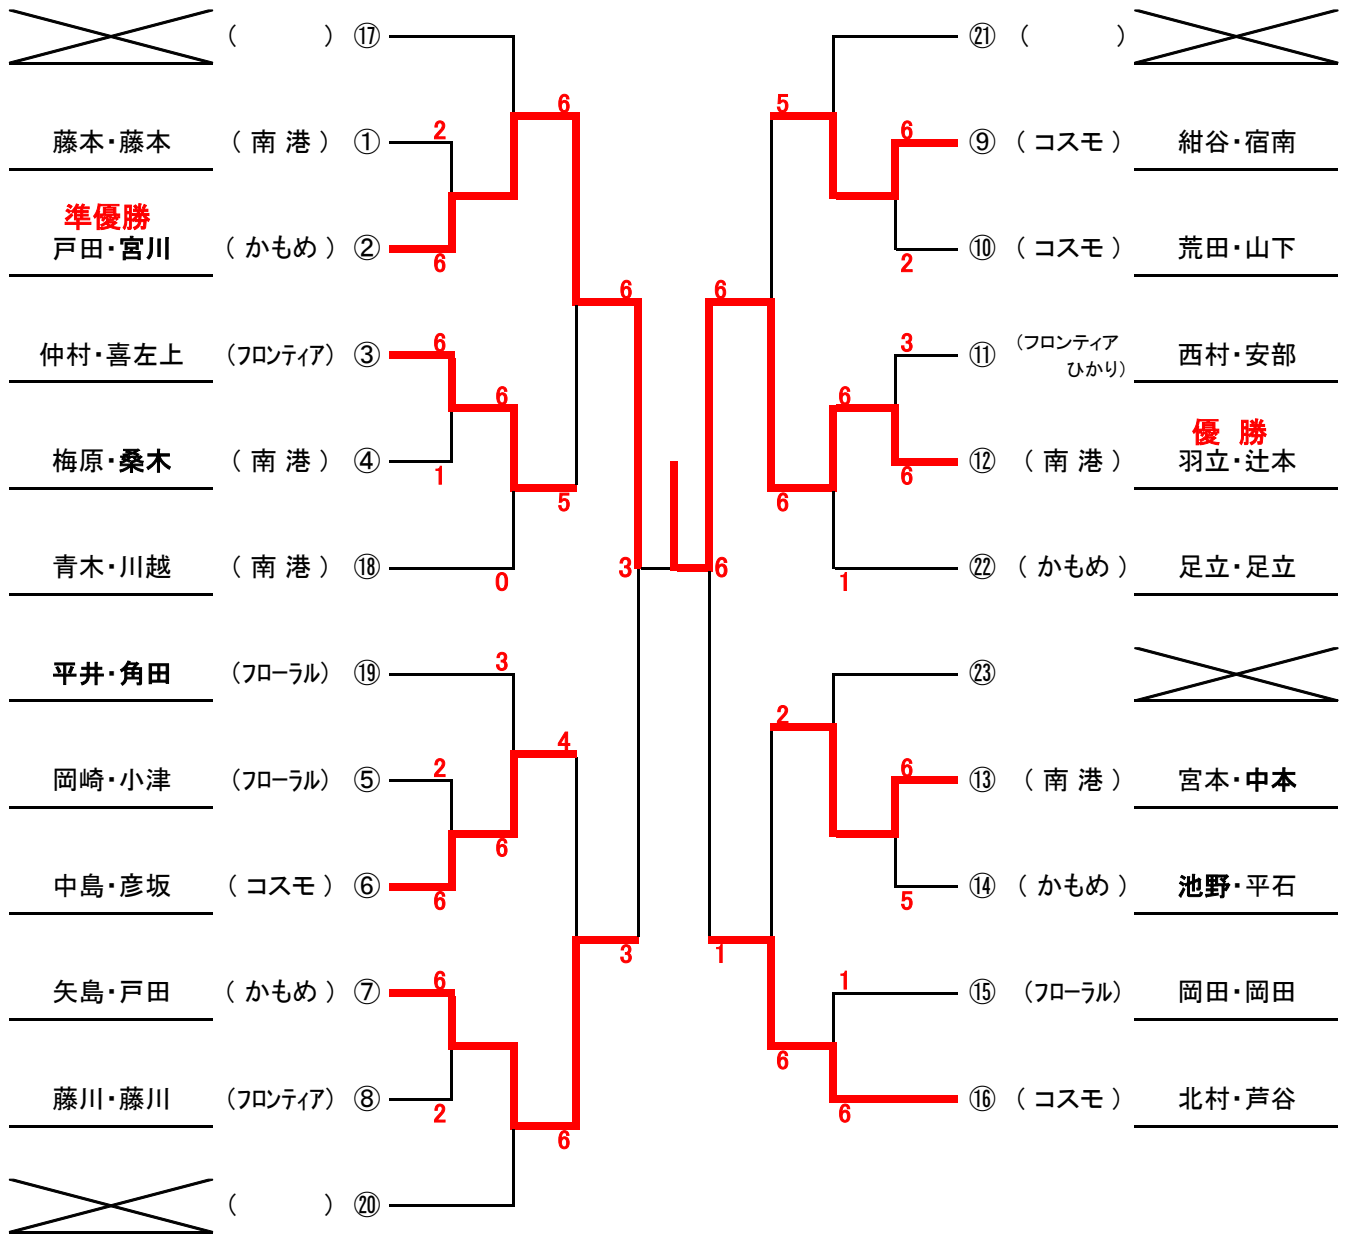 ( ) ⑰
藤本・藤本 ( 南 港 ) ① 2
6
準優勝
戸田・宮川 ( かもめ ) ② 6
6
仲村・喜左上 (フロンティア) ③ 6
6
梅原・桑木 ( 南 港 ) ④ 1
5
青木・川越 ( 南 港 ) ⑱ 0
3
平井・角田 (フローラル) ⑲ 3
4
岡崎・小津 (フローラル) ⑤ 2
6
中島・彦坂 ( コスモ ) ⑥ 6
3
矢島・戸田 ( かもめ ) ⑦ 6
藤川・藤川 (フロンティア) ⑧ 2
6
( ) ⑳
㉑ ( )
5
6 ⑨ ( コスモ ) 紺谷・宿南
2 ⑩ ( コスモ ) 荒田・山下
6
3 ⑪ (フロンティア
ひかり) 西村・安部
6
優 勝
6 ⑫ ( 南 港 ) 羽立・辻本
6
6
1 ㉒ ( かもめ ) 足立・足立
㉓
2
6 ⑬ ( 南 港 ) 宮本・中本
5 ⑭ ( かもめ ) 池野・平石
1
1 ⑮ (フローラル) 岡田・岡田
6
6 ⑯ ( コスモ ) 北村・芦谷